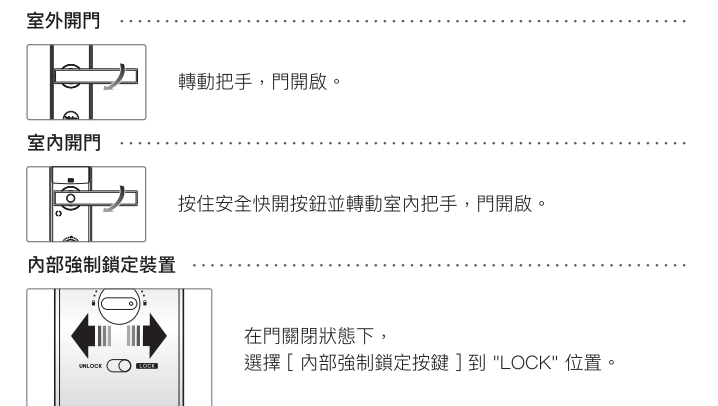 室外開門
轉動把手，門開啟。
室內開門
按住安全快開按鈕並轉動室內把手，門開啟。
內部強制鎖定裝置
UNLOCK LOCK
在門關閉狀態下，
選擇［內部強制鎖定按鍵］到 "LOCK" 位置。